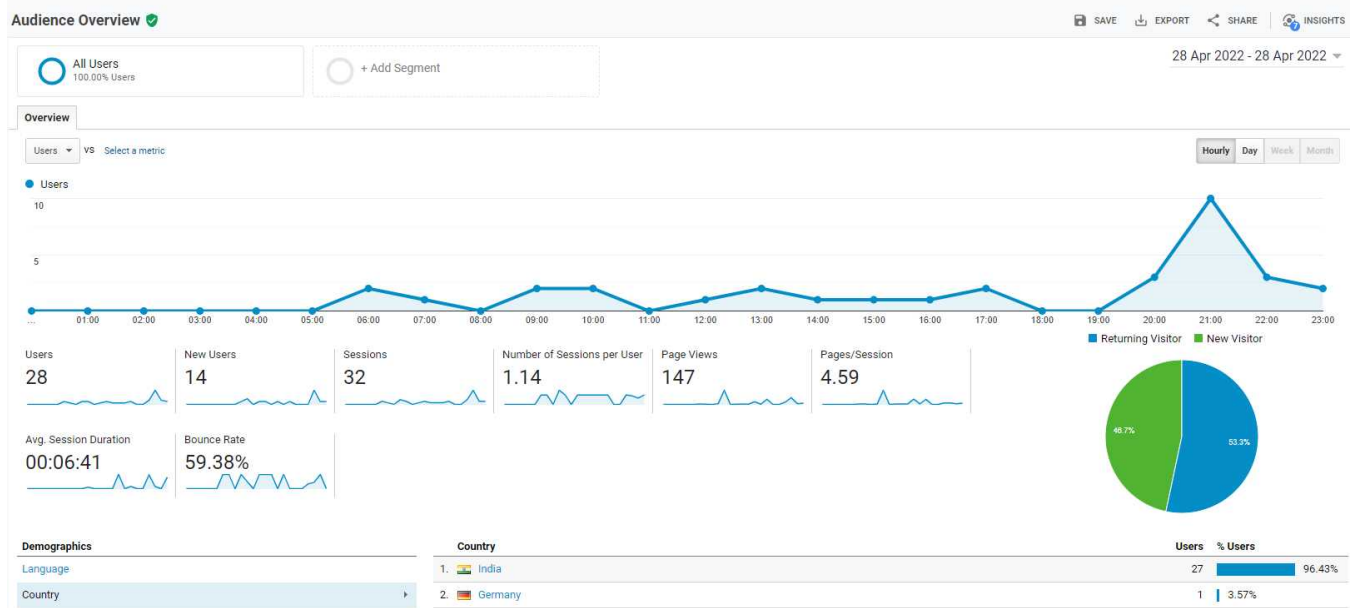 Audience Overview
SAVE EXPORT SHARE INSIGHTS
7
All Users
100.00% Users
+ Add Segment
28 Apr 2022 - 28 Apr 2022
Overview
Users VS Select a metric
Hourly Day Week Month
Users
10
5
... 01:00 02:00 03:00 04:00 05:00 06:00 07:00 08:00 09:00 10:00 11:00 12:00 13:00 14:00 15:00 16:00 17:00 18:00 19:00 20:00 21:00 22:00 23:00
Returning Visitor New Visitor
Users New Users Sessions Number of Sessions per User Page Views Pages/Session
28 14 32 1.14 147 4.59
46.7% 53.3%
Avg. Session Duration Bounce Rate
00:06:41 59.38%
Demographics Country Users % Users
Language 1. India 27 96.43%
Country 2. Germany 1 3.57%